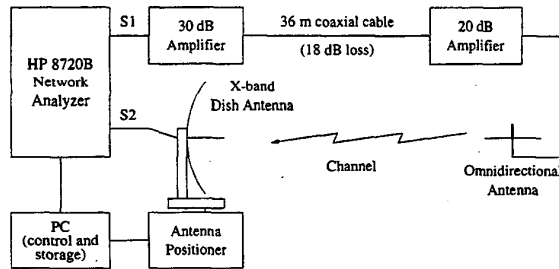 S1
30 dB
Amplifier
36 m coaxial cable
(18 dB loss)
20 dB
Amplifier
HP 8720B
Network
Analyzer
X-band
Dish Antenna
S2
Channel
Omnidirectional
Antenna
PC
(control and
storage)
Antenna
Positioner